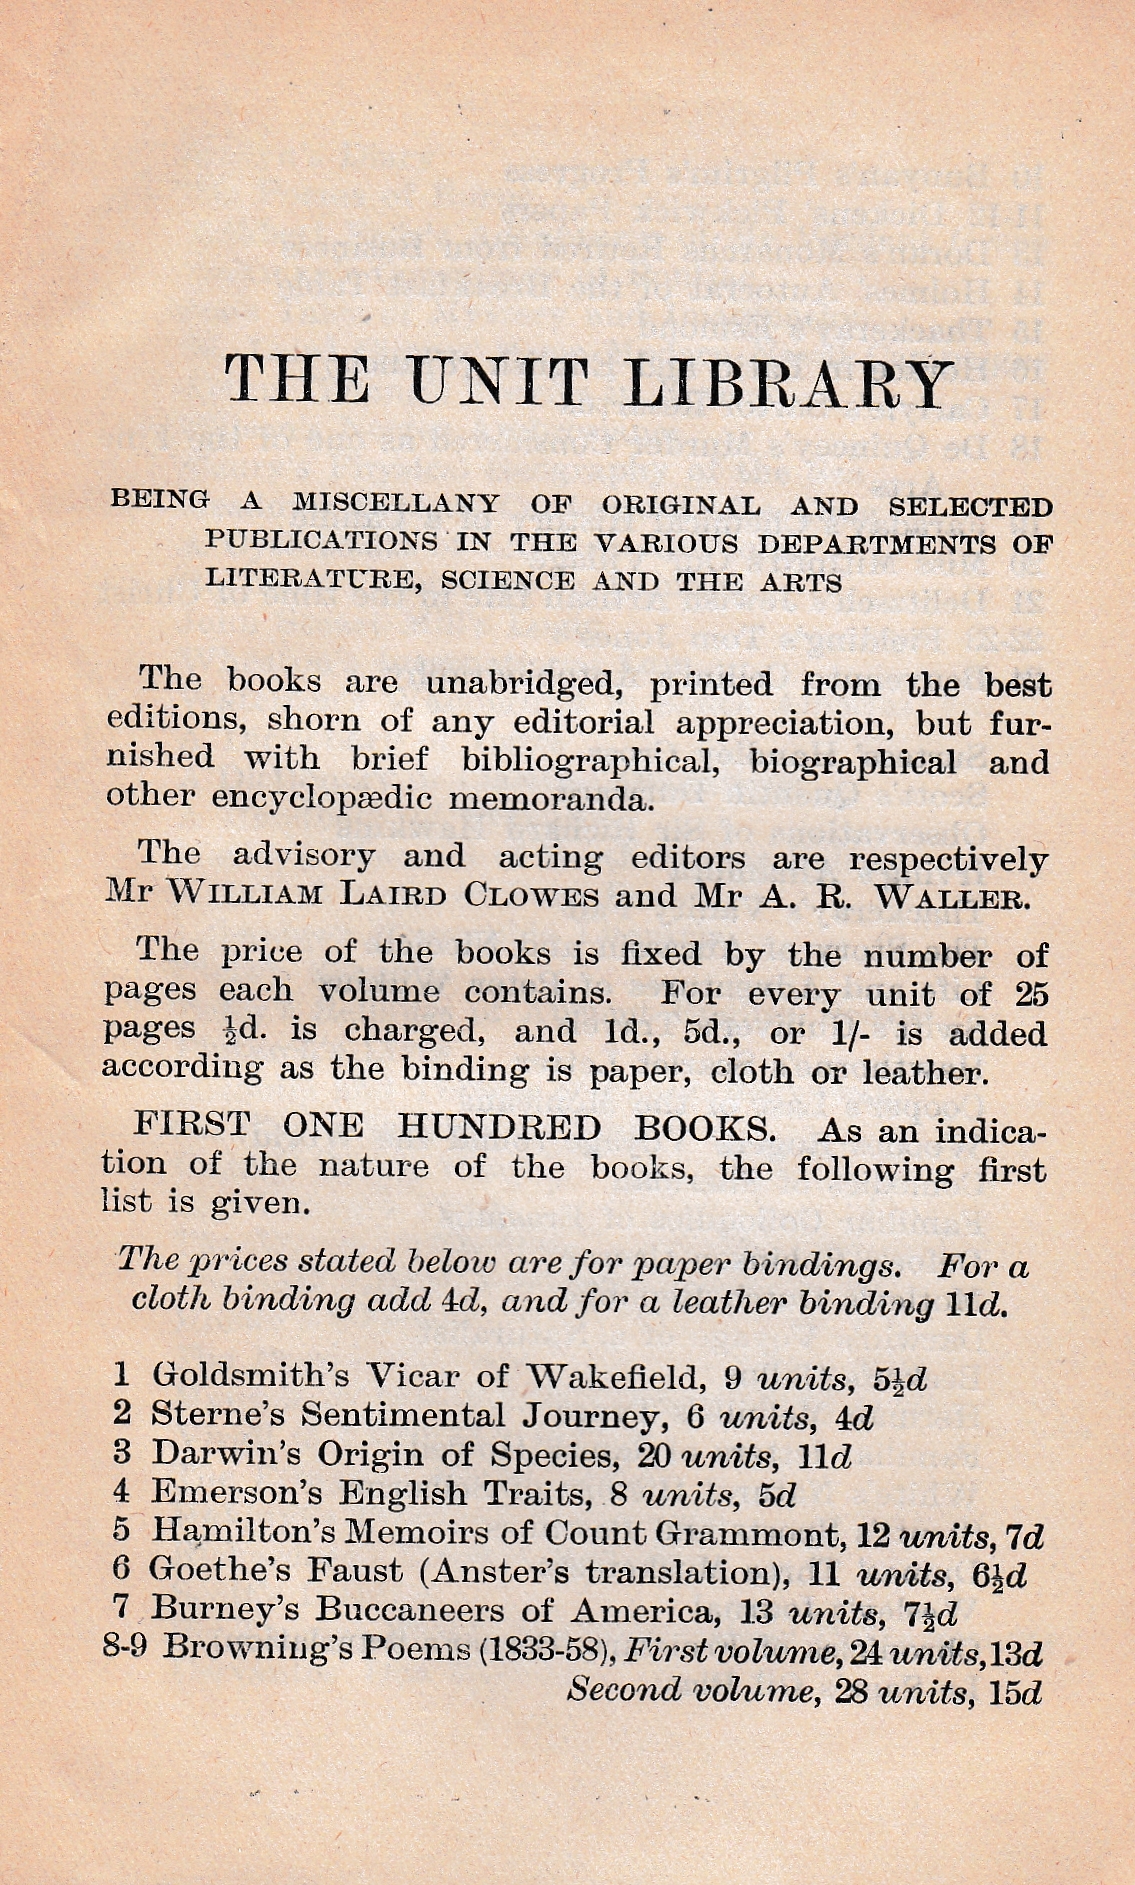 THE UNIT LIBRARY
BEING A MISCELLANY OF ORIGINAL AND SELECTED
PUBLICATIONS IN THE VARIOUS DEPARTMENTS OF
LITERATURE, SCIENCE AND THE ARTS
The books are unabridged, printed from the best
editions, shorn of any editorial appreciation, but fur-
nished with brief bibliographical, biographical and
other encyclopædic memoranda.
The advisory and acting editors are respectively
Mr WILLIAM LAIRD CLOWES and Mr A. R. WALLER.
The price of the books is fixed by the number of
pages each volume contains. For every unit of 25
pages ½d. is charged, and 1d., 5d., or 1/- is added
according as the binding is paper, cloth or leather.
FIRST ONE HUNDRED BOOKS. As an indica-
tion of the nature of the books, the following first
list is given.
The prices stated below are for paper bindings. For a
cloth binding add 4d, and for a leather binding 11d.
1 Goldsmith's Vicar of Wakefield, 9 units, 5½d
2 Sterne's Sentimental Journey, 6 units, 4d
3 Darwin's Origin of Species, 20 units, 11d
4 Emerson's English Traits, 8 units, 5d
5 Hamilton's Memoirs of Count Grammont, 12 units, 7d
6 Goethe's Faust (Anster's translation), 11 units, 6½d
7 Burney's Buccaneers of America, 13 units, 7½d
8-9 Browning's Poems (1833-58), First volume, 24 units, 13d
Second volume, 28 units, 15d